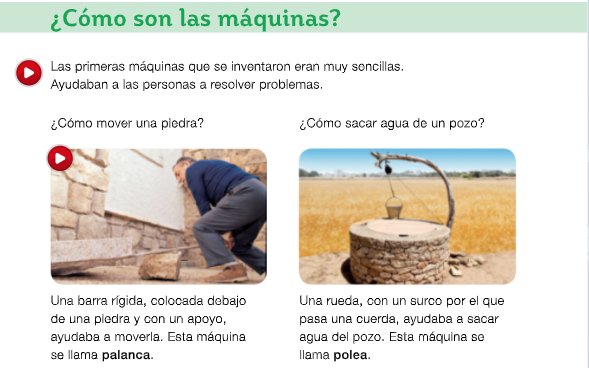 ¿Cómo son las máquinas?
Las primeras máquinas que se inventaron eran muy sencillas.
Ayudaban a las personas a resolver problemas.
¿Cómo mover una piedra?
¿Cómo sacar agua de un pozo?
Una barra rígida, colocada debajo
de una piedra y con un apoyo,
ayudaba a moverla. Esta máquina
se llama palanca.
Una rueda, con un surco por el que
pasa una cuerda, ayudaba a sacar
agua del pozo. Esta máquina se
llama polea.